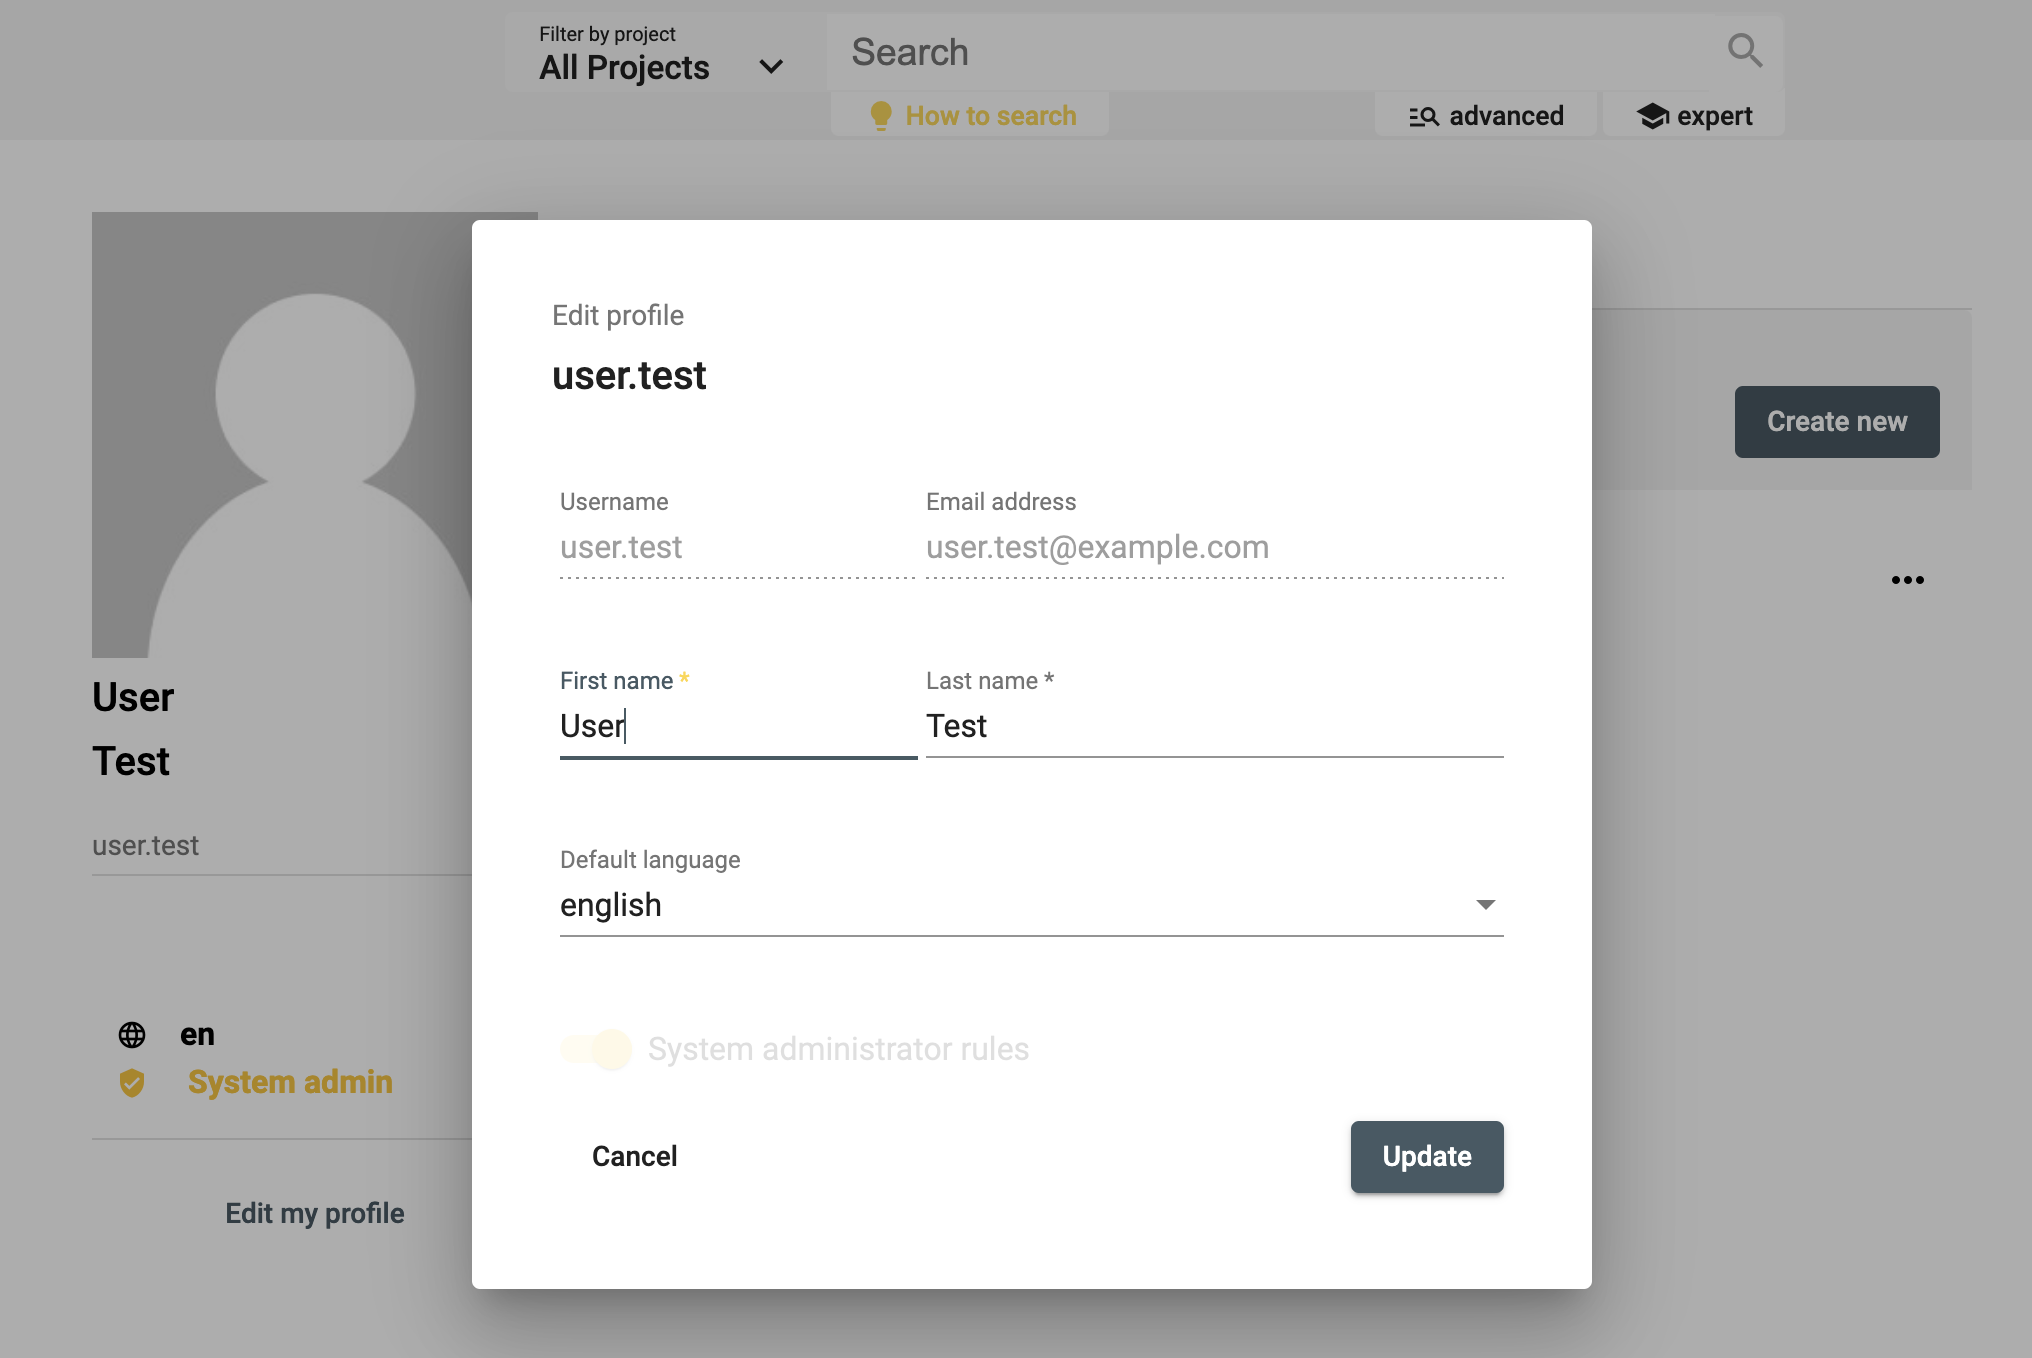 Filter by project
All Projects
Search
How to search
advanced
expert
Edit profile
user.test
Create new
Username
Email address
user.test
user.test@example.com
First name *
Last name *
User
Test
Default language
english
System administrator rules
Cancel
Update
User
Test
user.test
en
System admin
Edit my profile